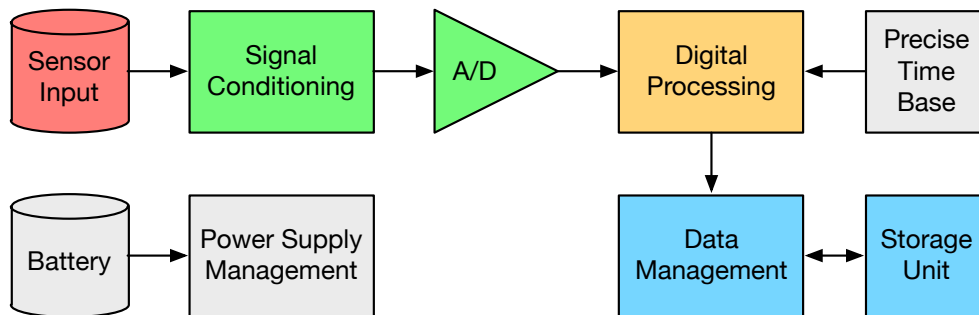 Sensor
Input
Signal
Conditioning
A/D
Digital
Processing
Precise
Time
Base
Battery
Power Supply
Management
Data
Management
Storage
Unit